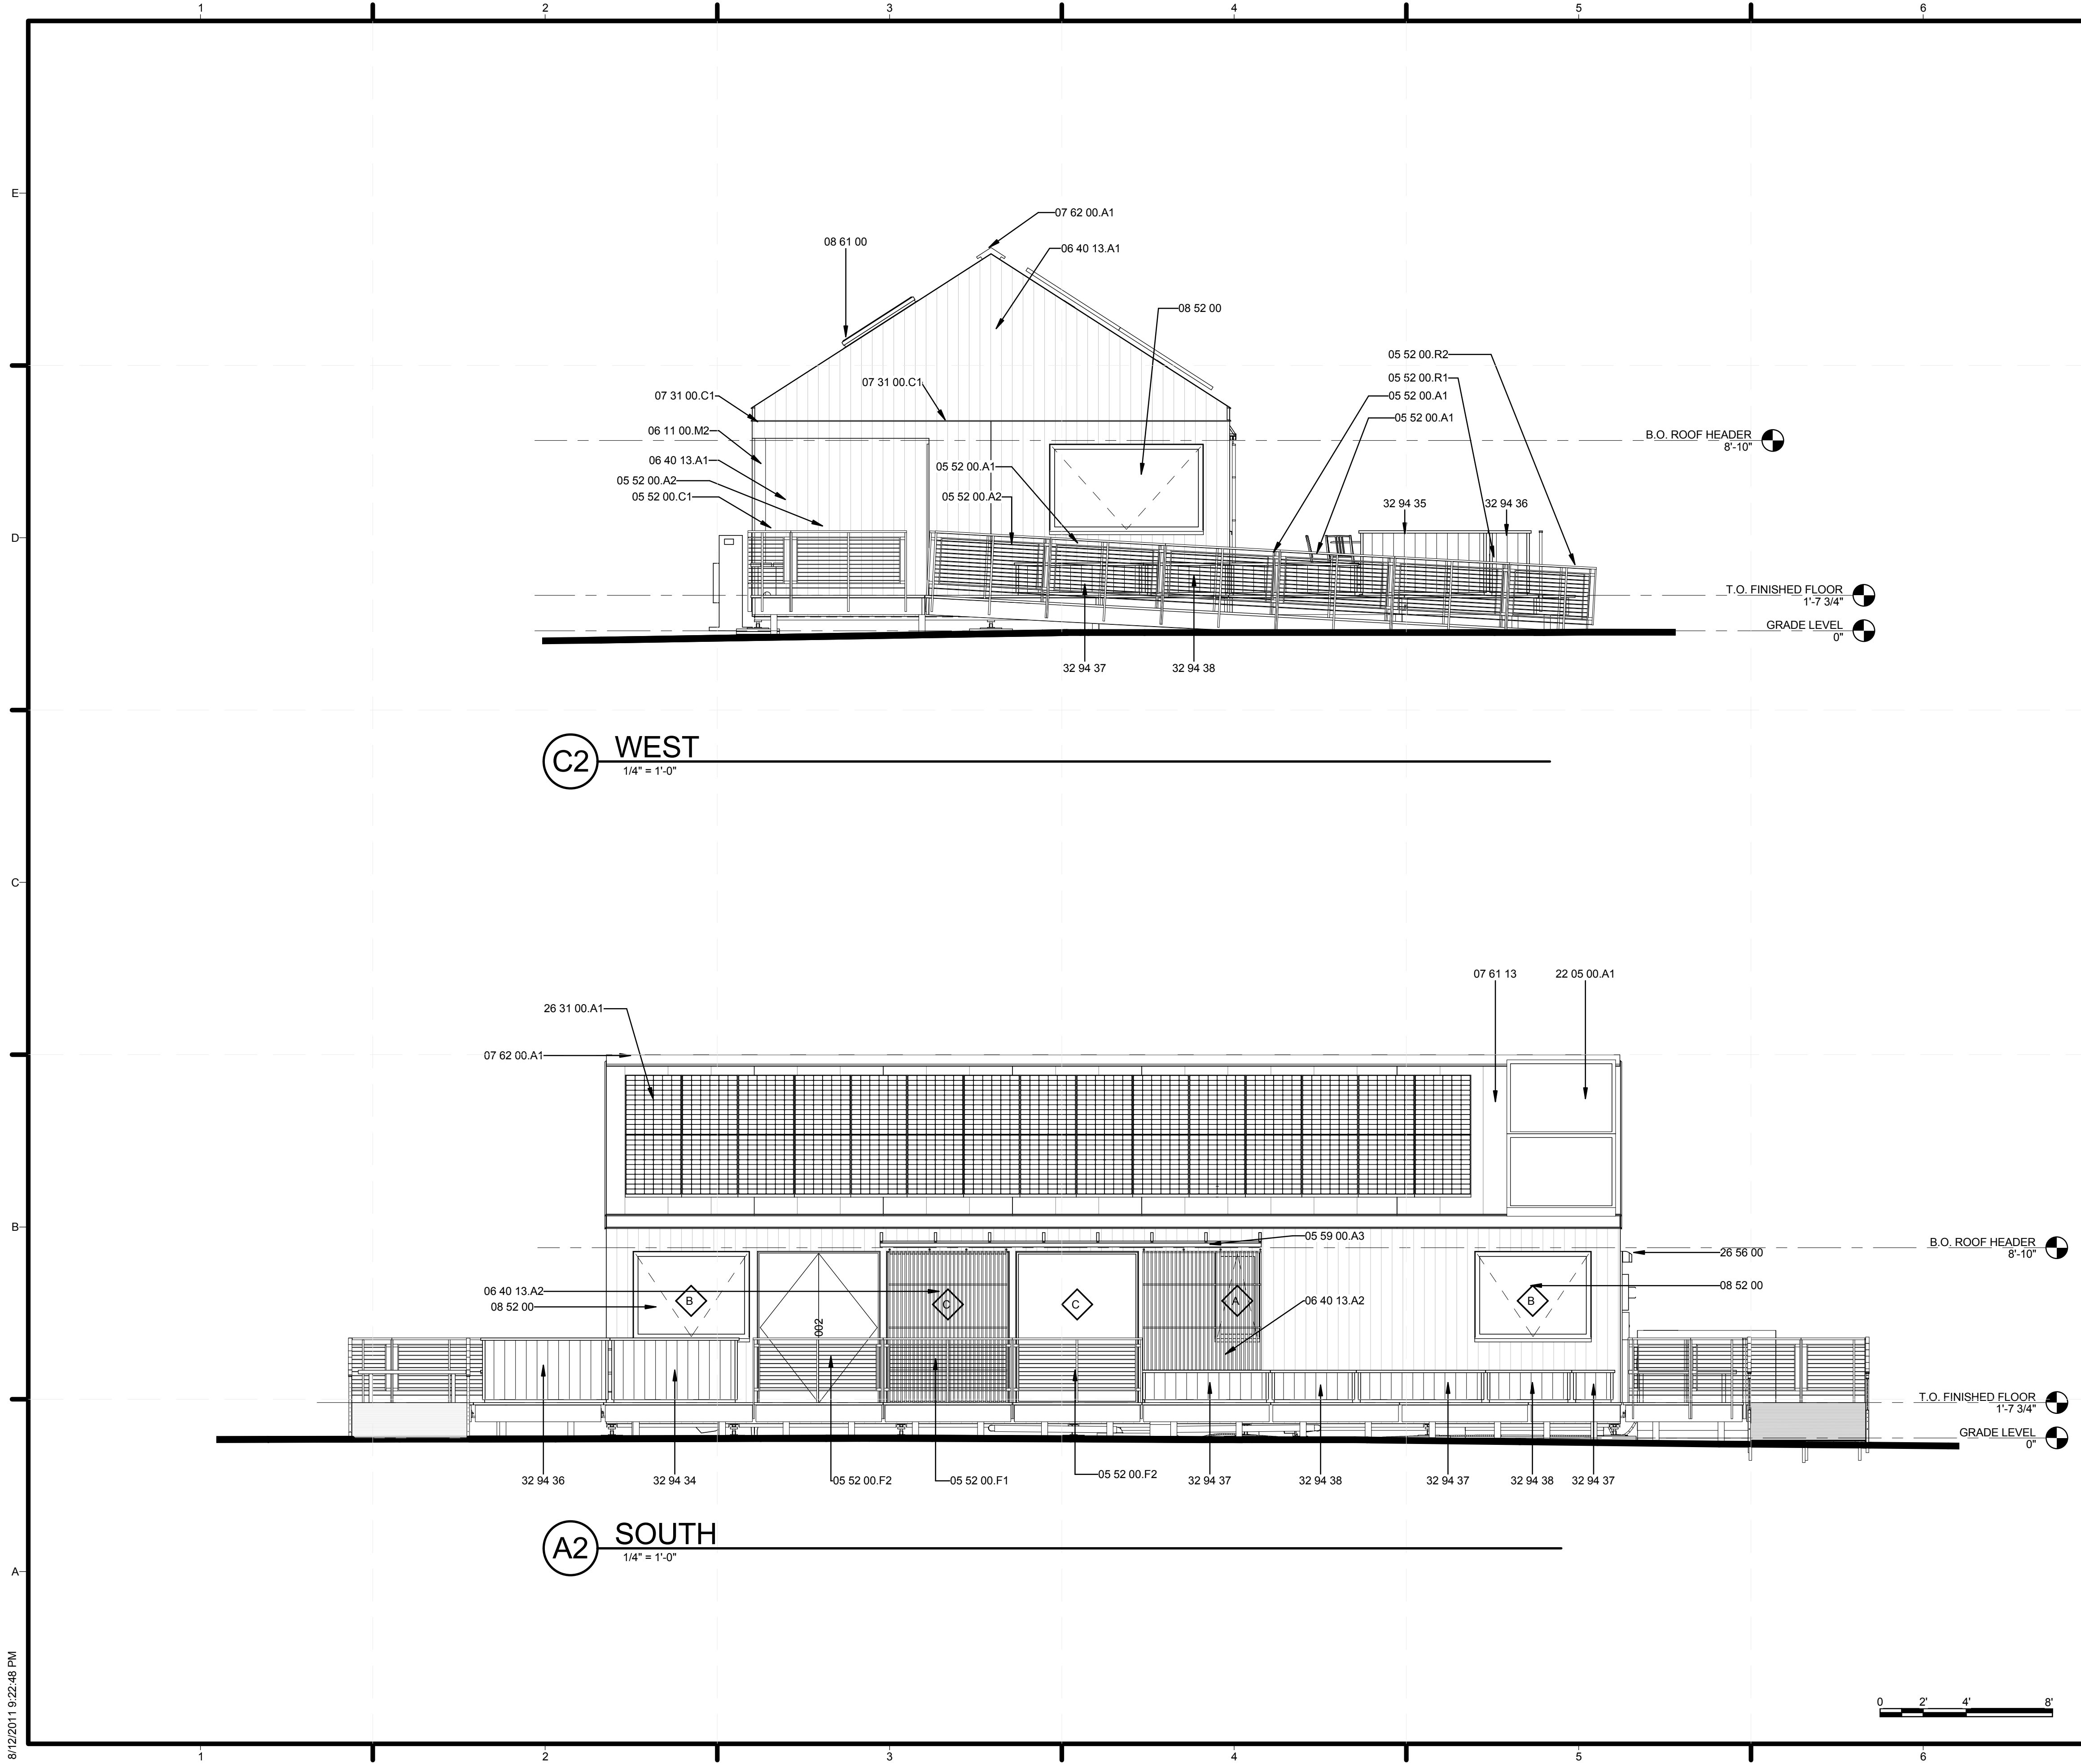 1 2 3 4 5 6
E
D
C
B
A
07 62 00.A1
08 61 00
06 40 13.A1
08 52 00
05 52 00.R2
07 31 00.C1
05 52 00.R1
07 31 00.C1
05 52 00.A1
05 52 00.A1
06 11 00.M2
B.O. ROOF HEADER
8'-10"
06 40 13.A1
05 52 00.A1
05 52 00.A2
05 52 00.C1
05 52 00.A2
32 94 35
32 94 36
T.O. FINISHED FLOOR
1'-7 3/4"
GRADE LEVEL
0"
32 94 37
32 94 38
C2
WEST
1/4" = 1'-0"
07 61 13
22 05 00.A1
26 31 00.A1
07 62 00.A1
05 59 00.A3
B.O. ROOF HEADER
8'-10"
26 56 00
06 40 13.A2
08 52 00
08 52 00
06 40 13.A2
B
002
C
C
A
B
T.O. FINISHED FLOOR
1'-7 3/4"
GRADE LEVEL
0"
32 94 36
32 94 34
05 52 00.F2
05 52 00.F1
05 52 00.F2
32 94 37
32 94 38
32 94 37
32 94 38
32 94 37
A2
SOUTH
1/4" = 1'-0"
0 2' 4' 8'
8/12/2011 9:22:48 PM
1 2 3 4 5 6